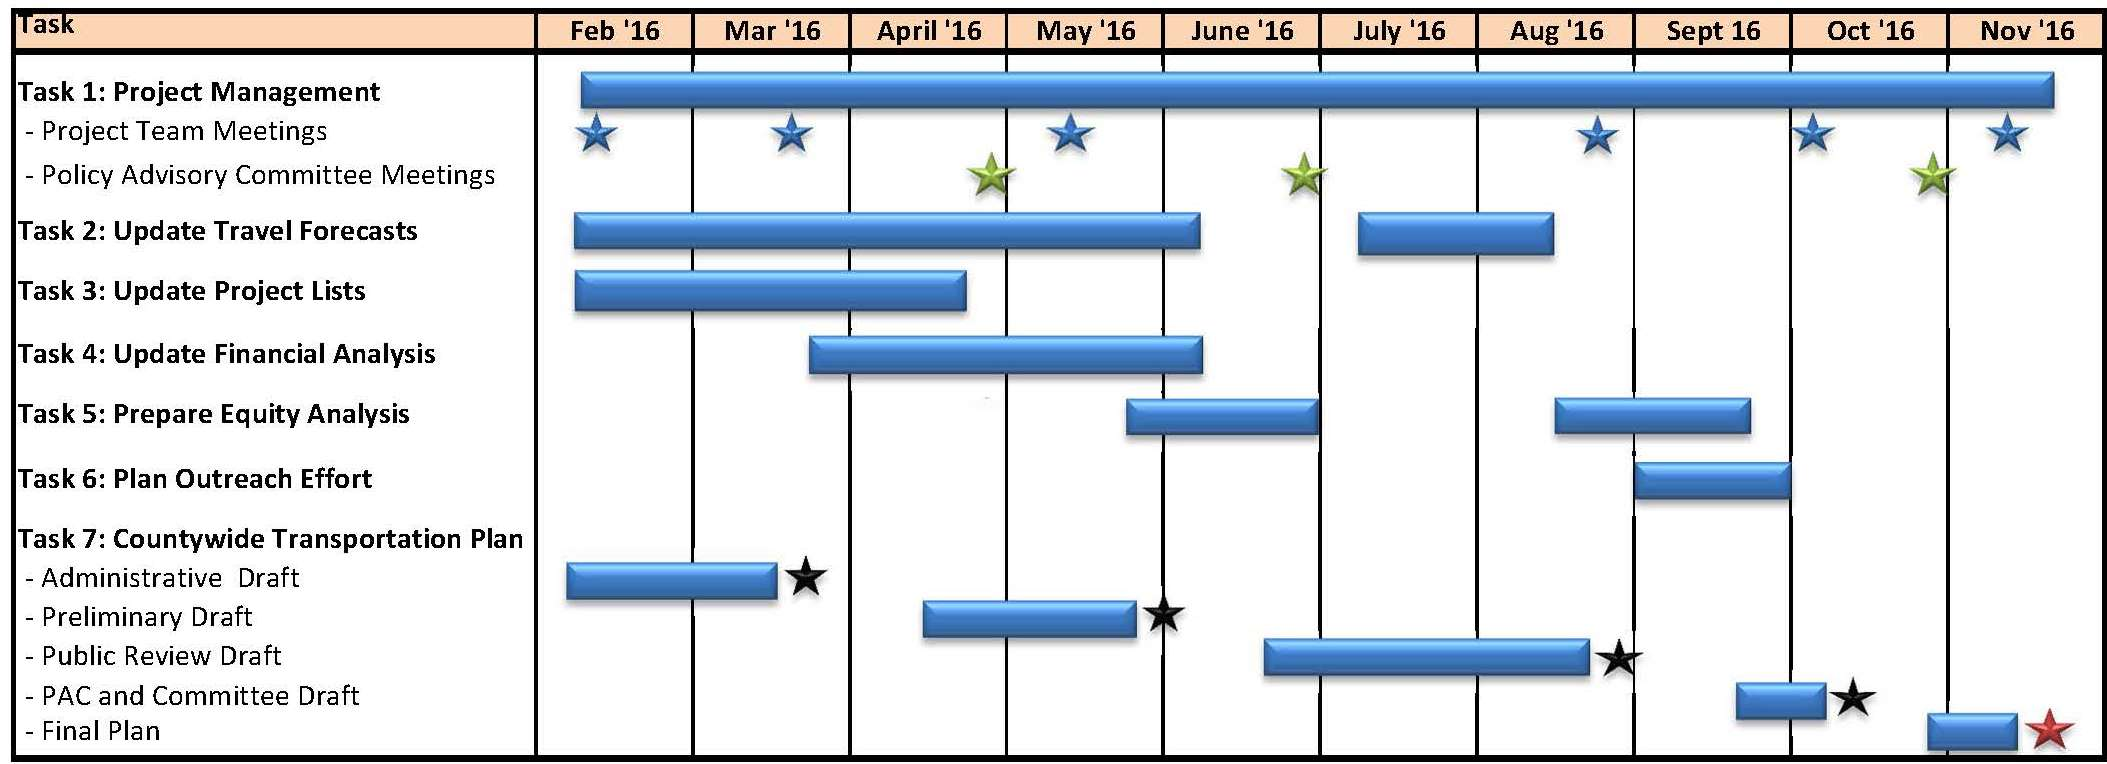 Task Feb '16 Mar '16 April '16 May '16 June '16 July '16 Aug '16 Sept 16 Oct '16 Nov '16
Task 1: Project Management
- Project Team Meetings
- Policy Advisory Committee Meetings
Task 2: Update Travel Forecasts
Task 3: Update Project Lists
Task 4: Update Financial Analysis
Task 5: Prepare Equity Analysis
Task 6: Plan Outreach Effort
Task 7: Countywide Transportation Plan
- Administrative Draft
- Preliminary Draft
- Public Review Draft
- PAC and Committee Draft
- Final Plan